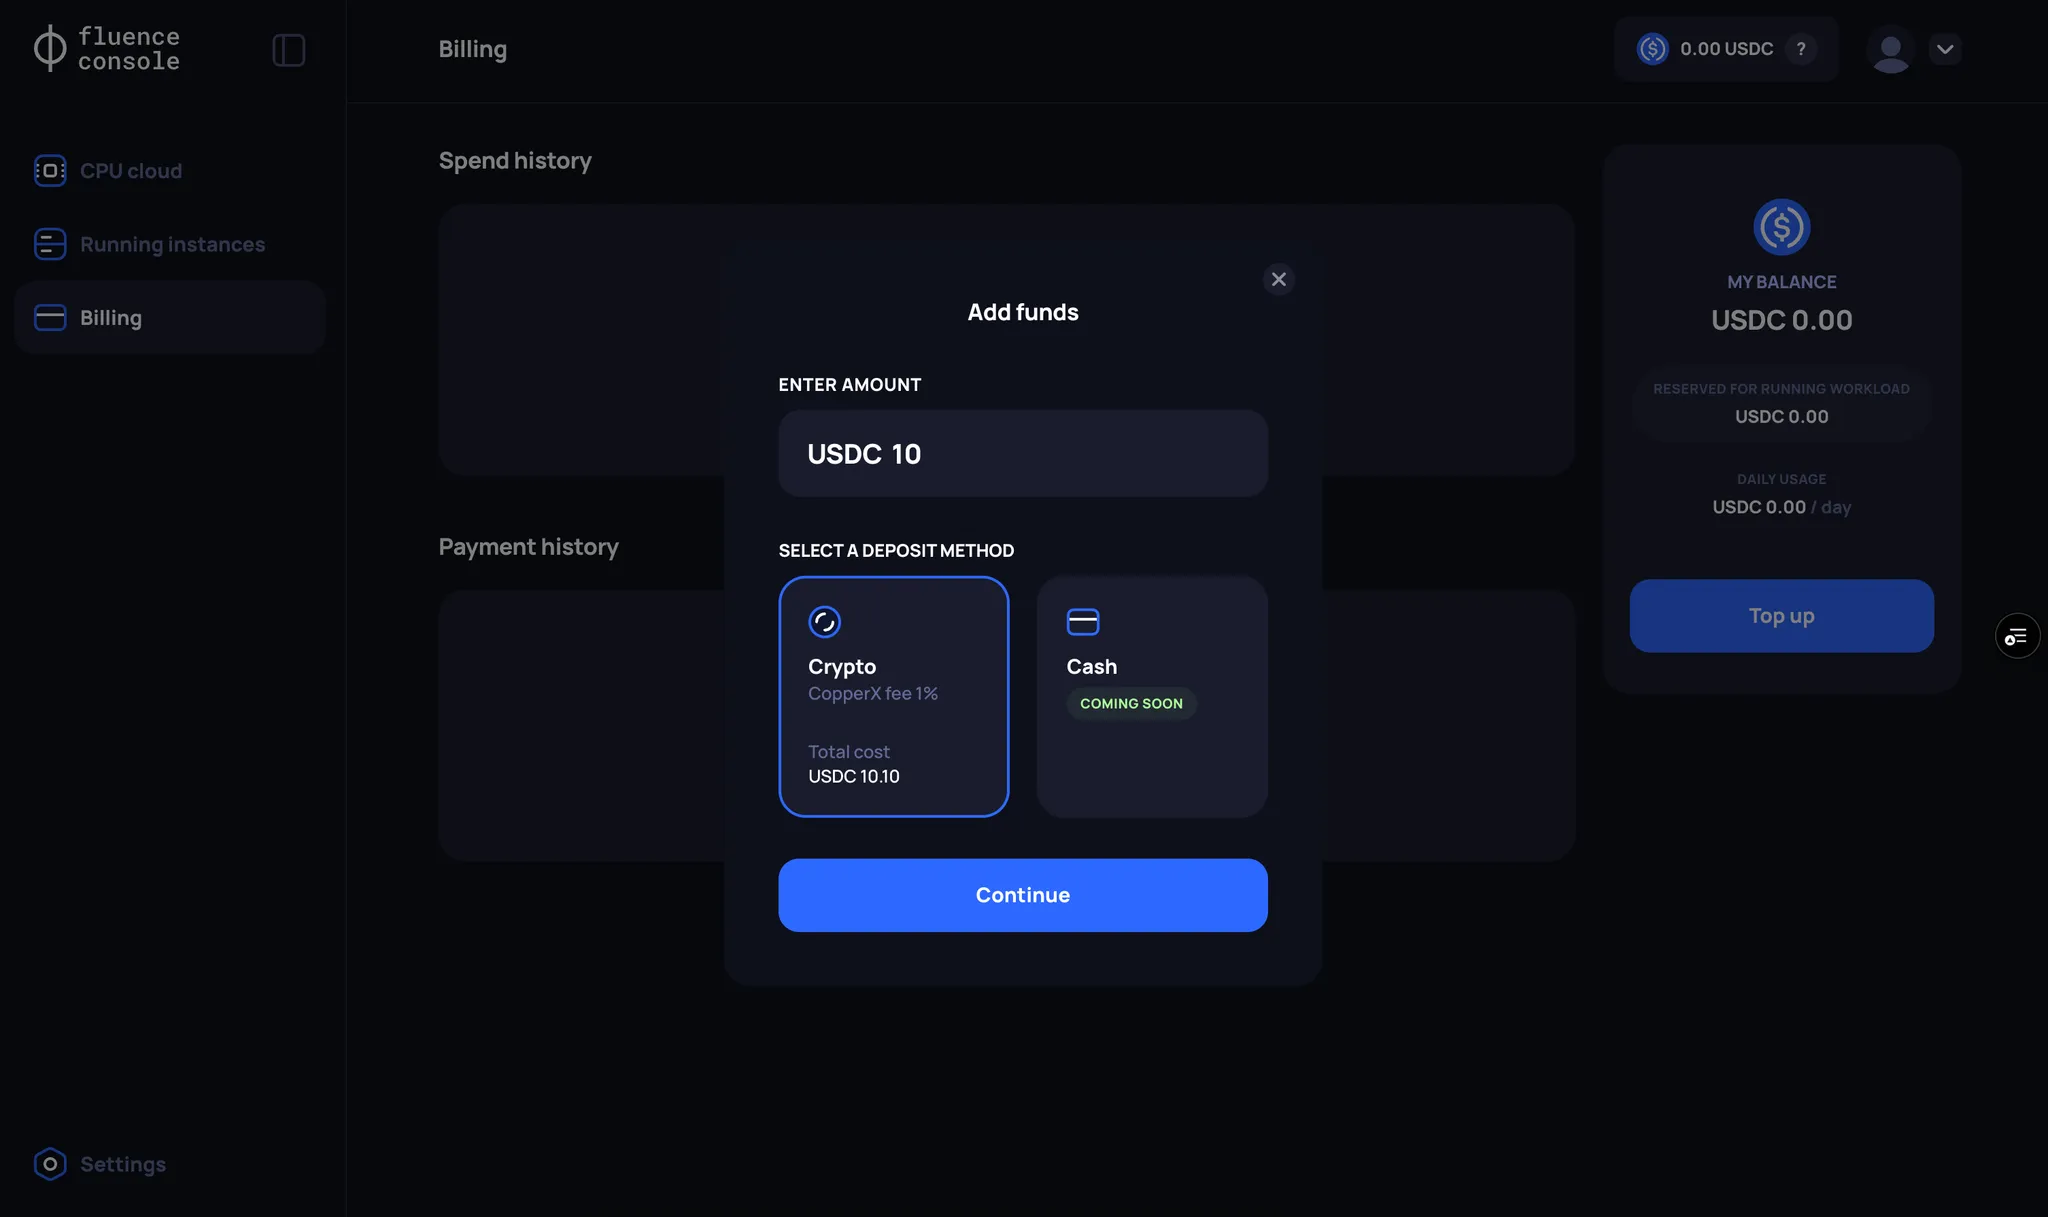 fluence
console
CPU cloud
Running instances
Billing
Settings
Billing
0.00 USDC ?
Spend history
Payment history
Add funds
ENTER AMOUNT
USDC 10
SELECT A DEPOSIT METHOD
Crypto
CopperX fee 1%
Total cost
USDC 10.10
Cash
COMING SOON
Continue
MY BALANCE
USDC 0.00
RESERVED FOR RUNNING WORKLOAD
USDC 0.00
DAILY USAGE
USDC 0.00 / day
Top up